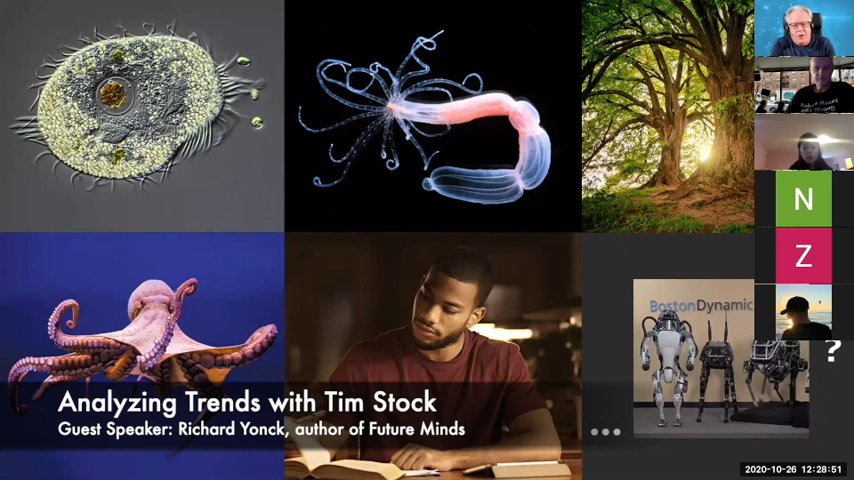 N
Z
BostonDynamic
?
Analyzing Trends with Tim Stock
Guest Speaker: Richard Yonck, author of Future Minds
2020-10-26 12:28:51